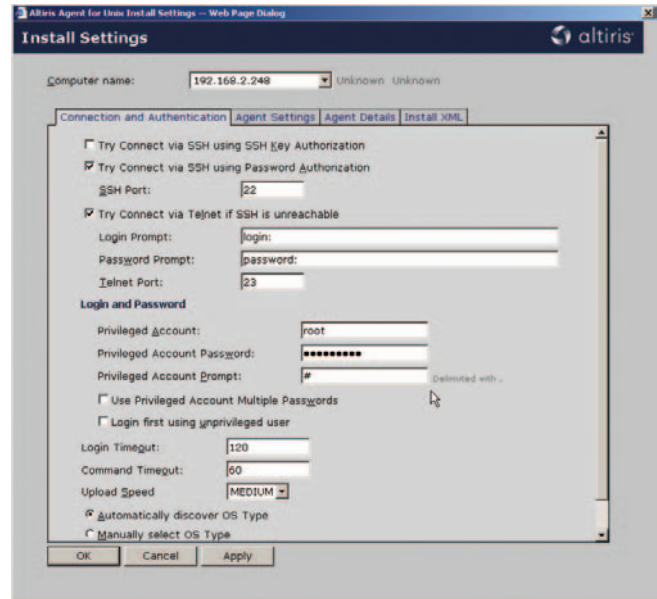 Altiris Agent for Unix Install Settings -- Web Page Dialog
Install Settings
altiris
Computer name: 192.168.2.248 Unknown Unknown
Connection and Authentication Agent Settings Agent Details Install XML
Try Connect via SSH using SSH Key Authorization
Try Connect via SSH using Password Authorization
SSH Port: 22
Try Connect via Telnet if SSH is unreachable
Login Prompt: login:
Password Prompt: password:
Telnet Port: 23
Login and Password
Privileged Account: root
Privileged Account Password: •••••••••
Privileged Account Prompt: # Delimited with .
Use Privileged Account Multiple Passwords
Login first using unprivileged user
Login Timeout: 120
Command Timeout: 60
Upload Speed MEDIUM
Automatically discover OS Type
Manually select OS Type
OK Cancel Apply